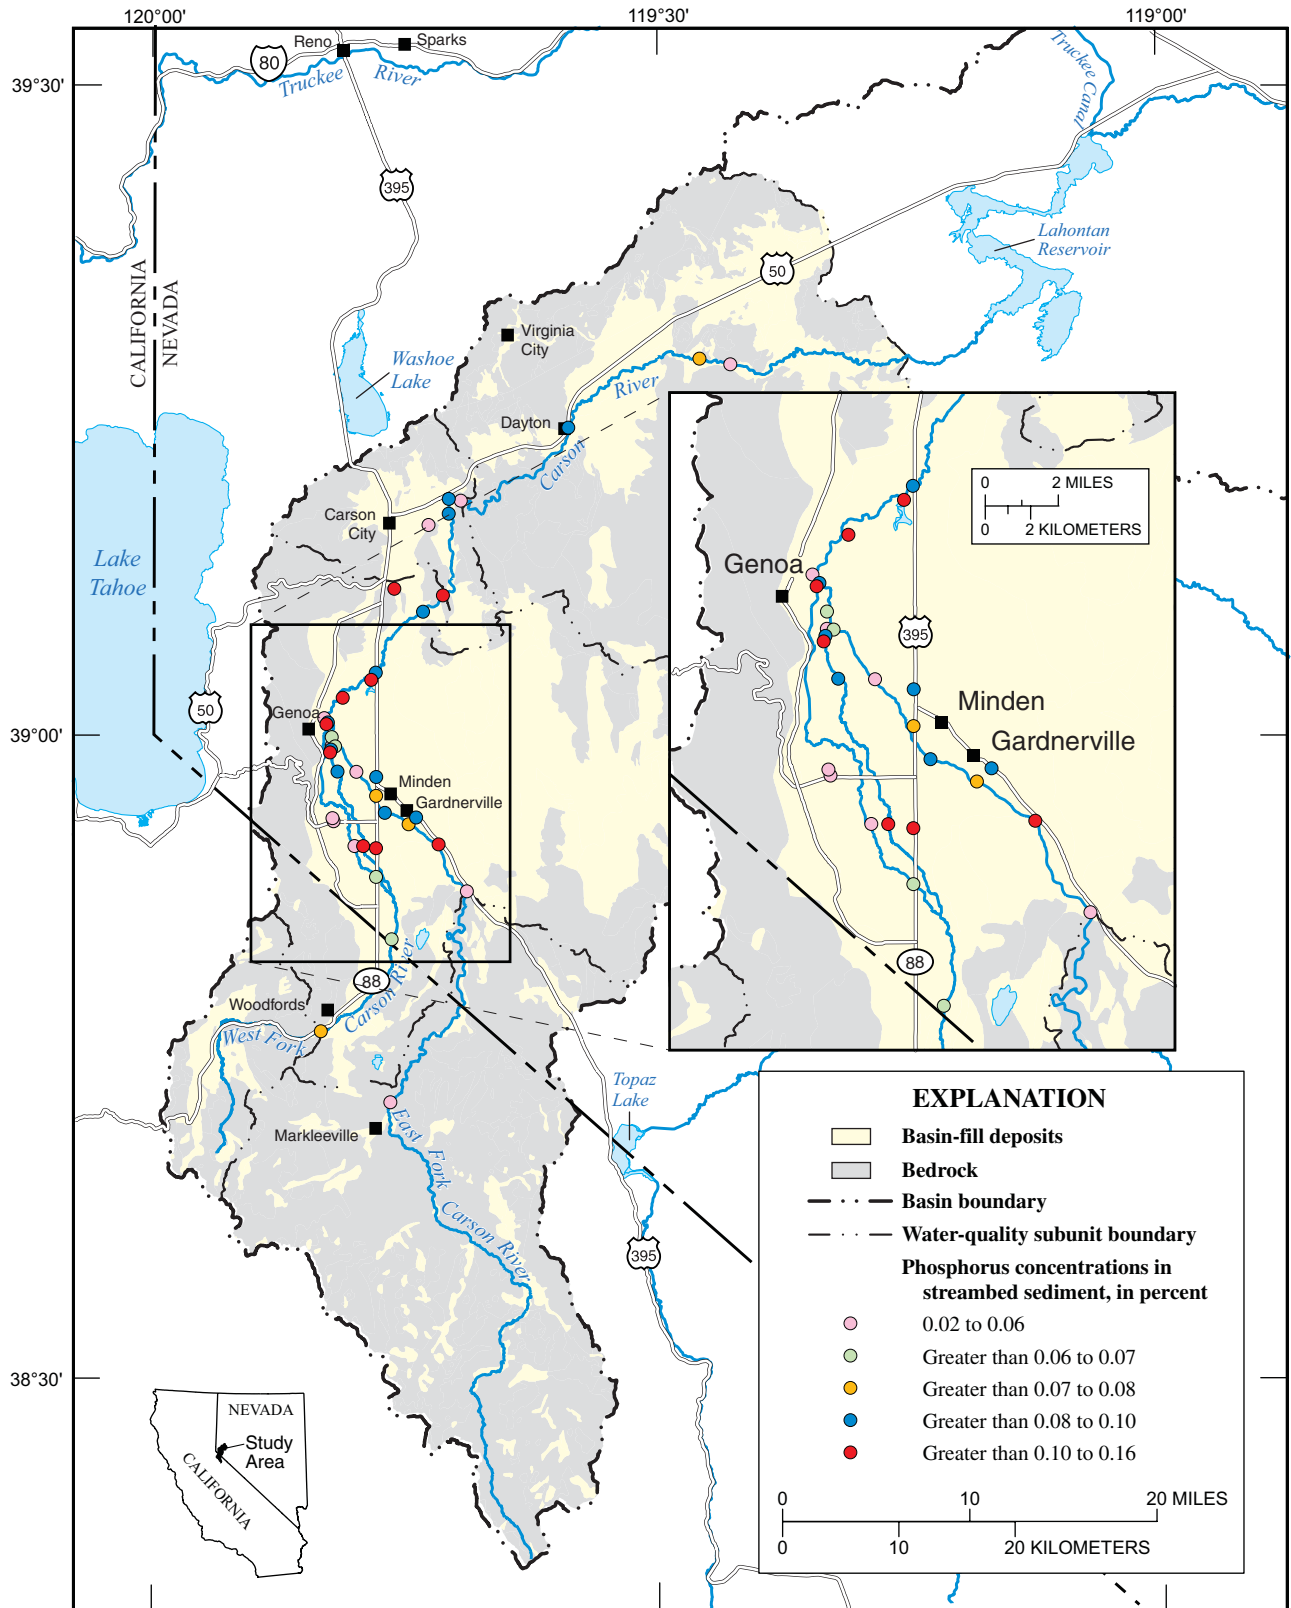 120°00'
119°30'
119°00'
39°30'
39°00'
38°30'
Reno
Sparks
80
Truckee
River
Truckee Canal
395
CALIFORNIA
NEVADA
50
Lahontan
Reservoir
Virginia
City
Washoe
Lake
River
Dayton
Carson
Carson
City
Lake
Tahoe
50
Genoa
Minden
Gardnerville
0
2 MILES
0
2 KILOMETERS
Genoa
395
Minden
Gardnerville
88
88
Woodfords
West Fork
Carson River
Topaz
Lake
Markleeville
East Fork
Carson River
395
EXPLANATION
Basin-fill deposits
Bedrock
Basin boundary
Water-quality subunit boundary
Phosphorus concentrations in
streambed sediment, in percent
0.02 to 0.06
Greater than 0.06 to 0.07
Greater than 0.07 to 0.08
Greater than 0.08 to 0.10
Greater than 0.10 to 0.16
0
10
20 MILES
0
10
20 KILOMETERS
NEVADA
Study
Area
CALIFORNIA